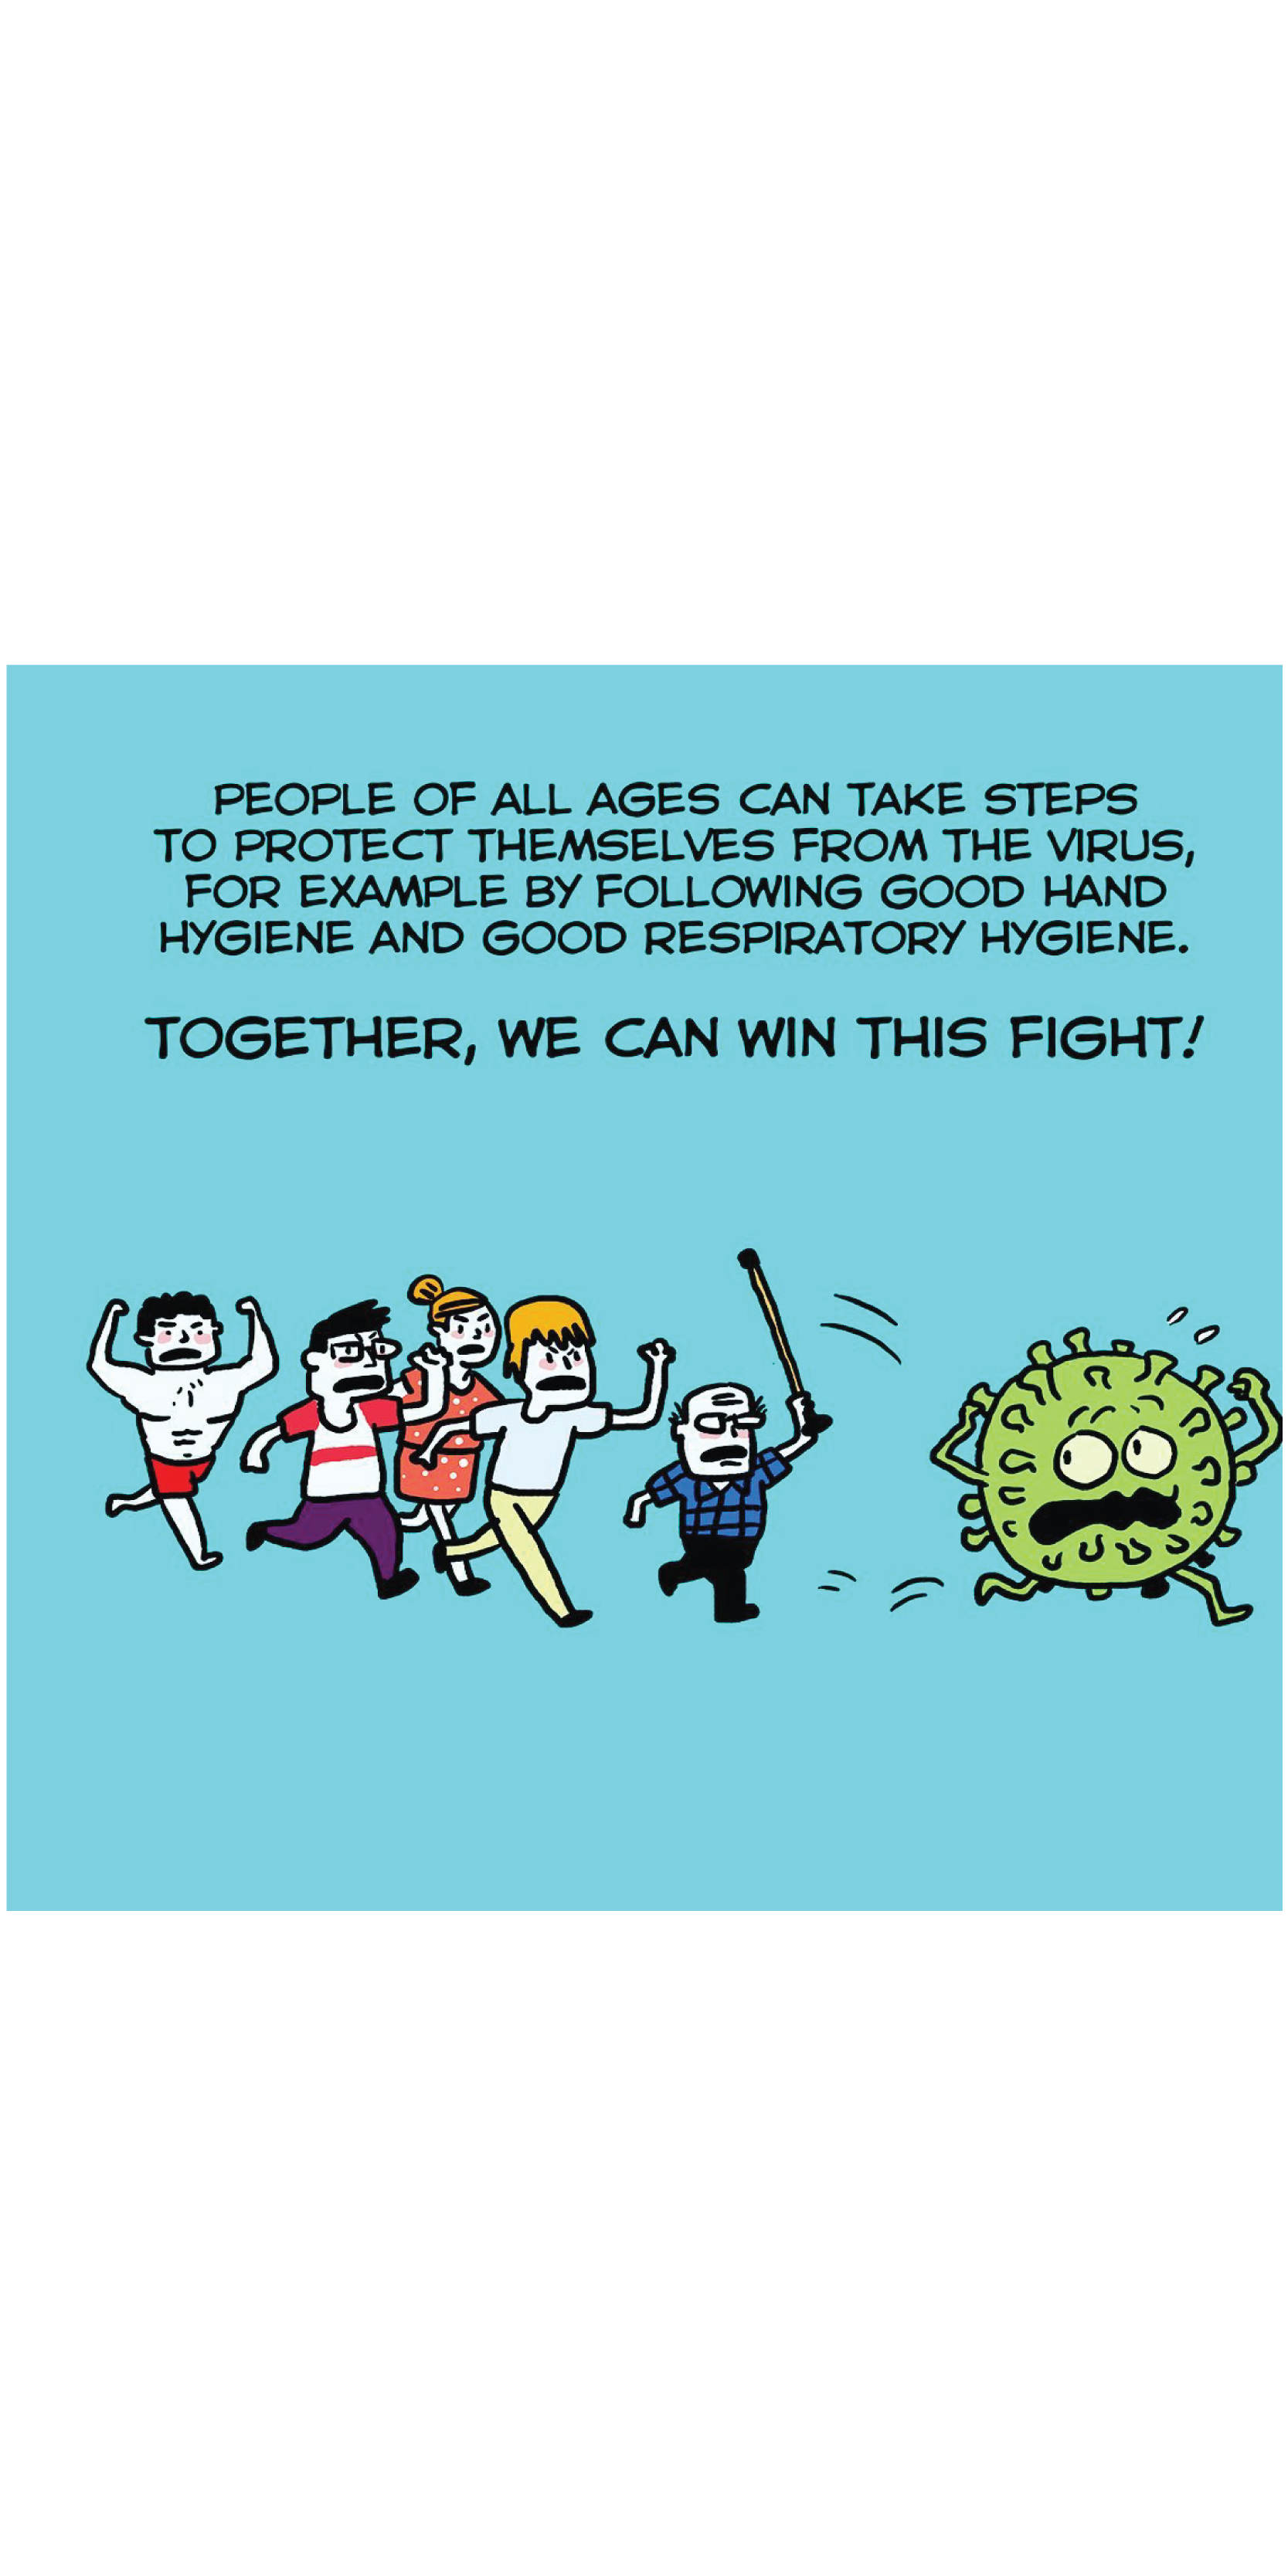 PEOPLE OF ALL AGES CAN TAKE STEPS
TO PROTECT THEMSELVES FROM THE VIRUS,
FOR EXAMPLE BY FOLLOWING GOOD HAND
HYGIENE AND GOOD RESPIRATORY HYGIENE.
TOGETHER, WE CAN WIN THIS FIGHT!